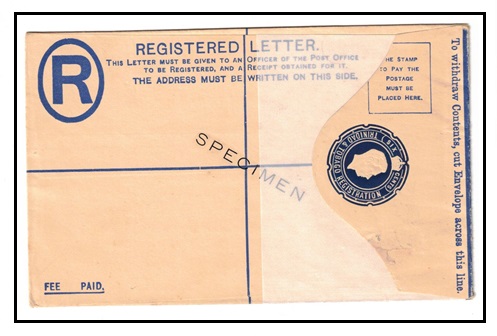 R
REGISTERED LETTER.
THIS LETTER MUST BE GIVEN TO AN OFFICER OF THE POST OFFICE
TO BE REGISTERED, AND A RECEIPT OBTAINED FOR IT.
THE ADDRESS MUST BE WRITTEN ON THIS SIDE.
THE STAMP
TO PAY THE
POSTAGE
MUST BE
PLACED HERE.
To withdraw Contents, cut Envelope across this line.
SPECIMEN
TRINIDAD & TOBAGO REGISTRATION
SIX CENTS
FEE PAID.